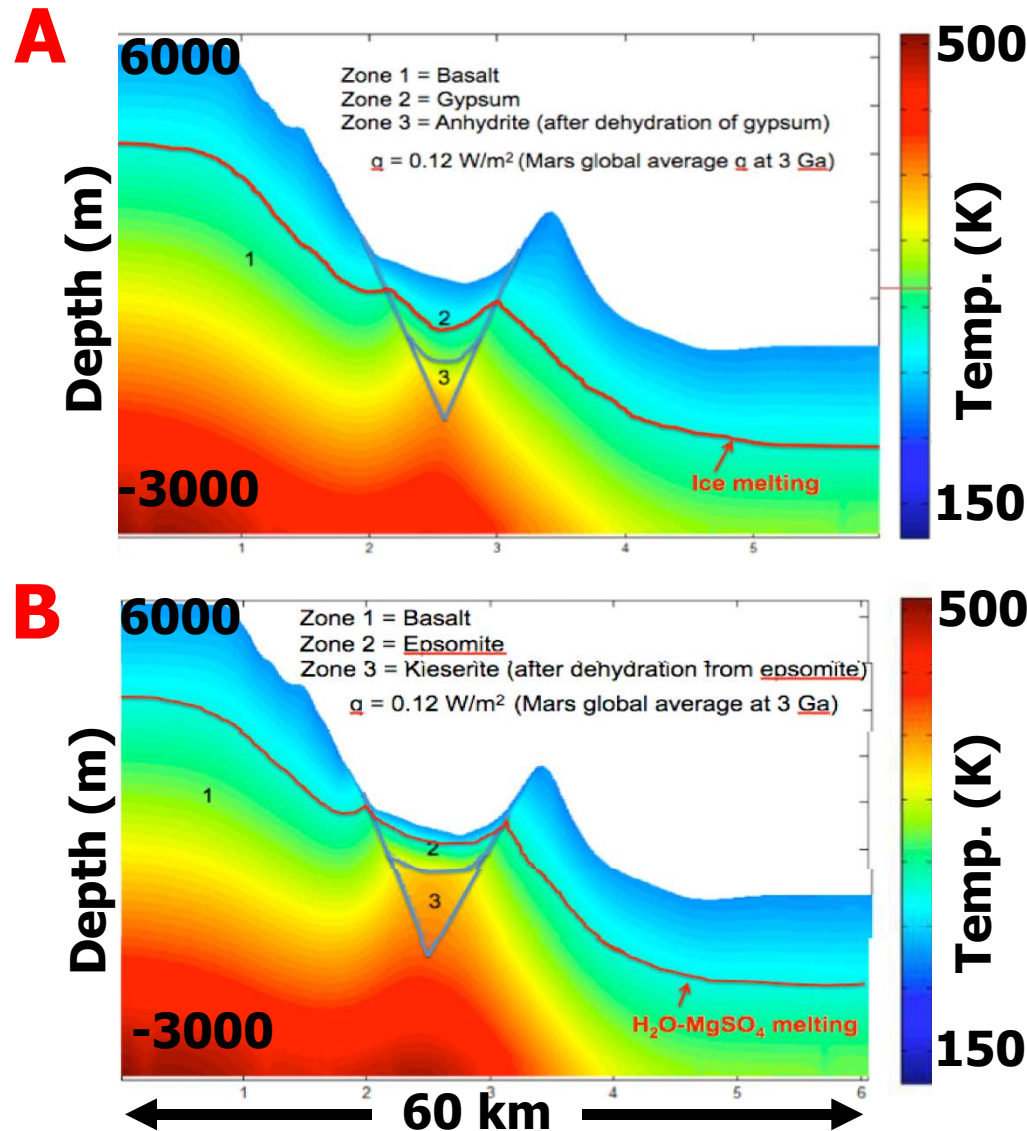 A
6000
500
Zone 1 = Basalt
Zone 2 = Gypsum
Zone 3 = Anhydrite (after dehydration of gypsum)
q = 0.12 W/m² (Mars global average q at 3 Ga)
Depth (m)
Temp. (K)
1
2
3
-3000
Ice melting
150
1 2 3 4 5
B
6000
500
Zone 1 = Basalt
Zone 2 = Epsomite
Zone 3 = Kieserite (after dehydration from epsomite)
q = 0.12 W/m² (Mars global average at 3 Ga)
Depth (m)
Temp. (K)
1
2
3
-3000
H₂O-MgSO₄ melting
150
1 2 3 4 5 6
60 km